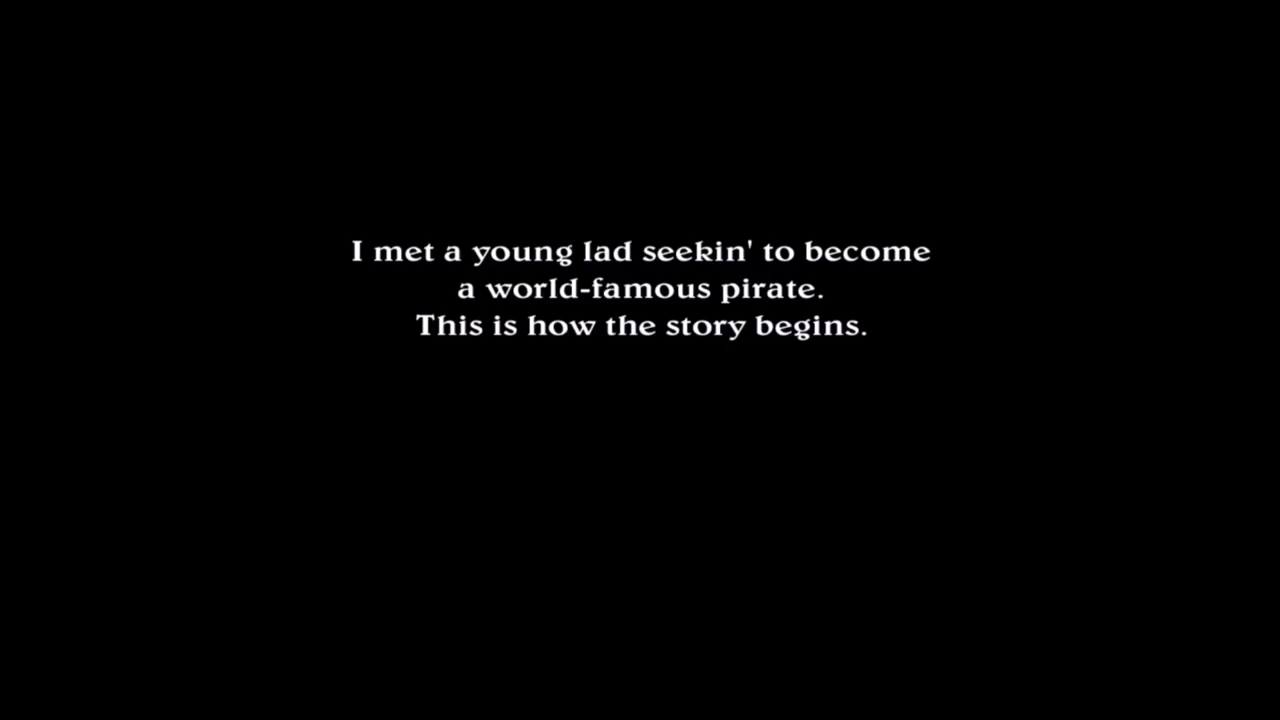 I met a young lad seekin' to become
a world-famous pirate.
This is how the story begins.